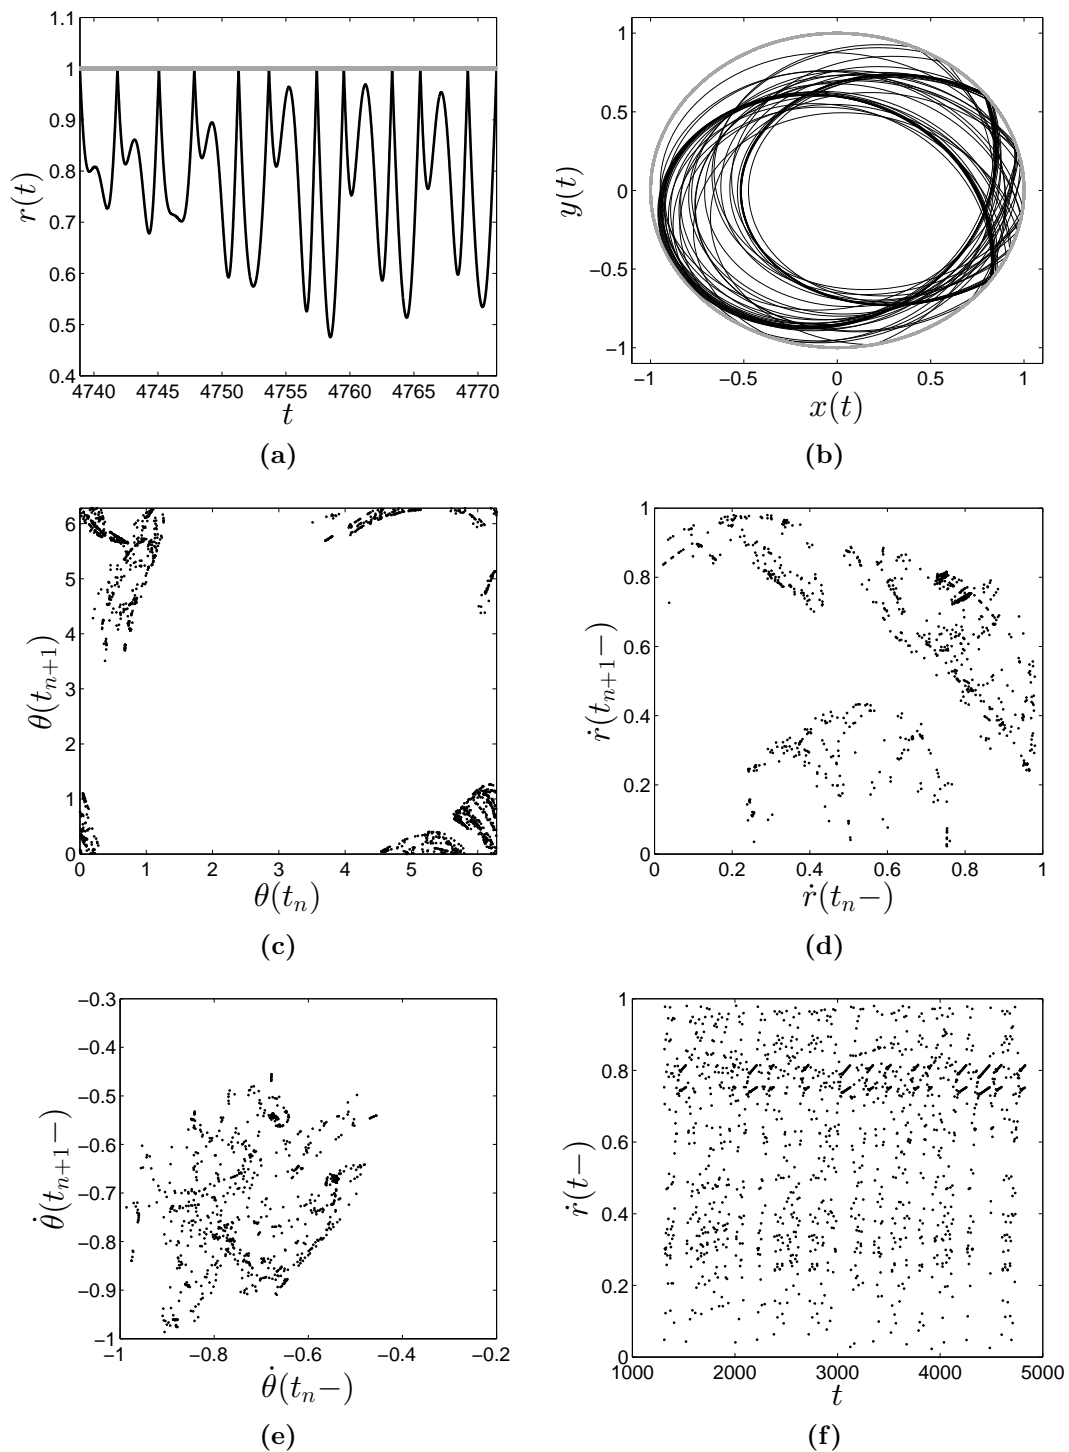 1.1
1
0.9
0.8
0.7
0.6
0.5
0.4
r(t)
4740 4745 4750 4755 4760 4765 4770
t
(a)
1
0.5
0
−0.5
−1
y(t)
−1 −0.5 0 0.5 1
x(t)
(b)
6
5
4
3
2
1
0
θ(t_{n+1})
0 1 2 3 4 5 6
θ(t_n)
(c)
1
0.8
0.6
0.4
0.2
0
ṙ(t_{n+1}−)
0 0.2 0.4 0.6 0.8 1
ṙ(t_n−)
(d)
−0.3
−0.4
−0.5
−0.6
−0.7
−0.8
−0.9
−1
θ̇(t_{n+1}−)
−1 −0.8 −0.6 −0.4 −0.2
θ̇(t_n−)
(e)
1
0.8
0.6
0.4
0.2
0
ṙ(t−)
1000 2000 3000 4000 5000
t
(f)